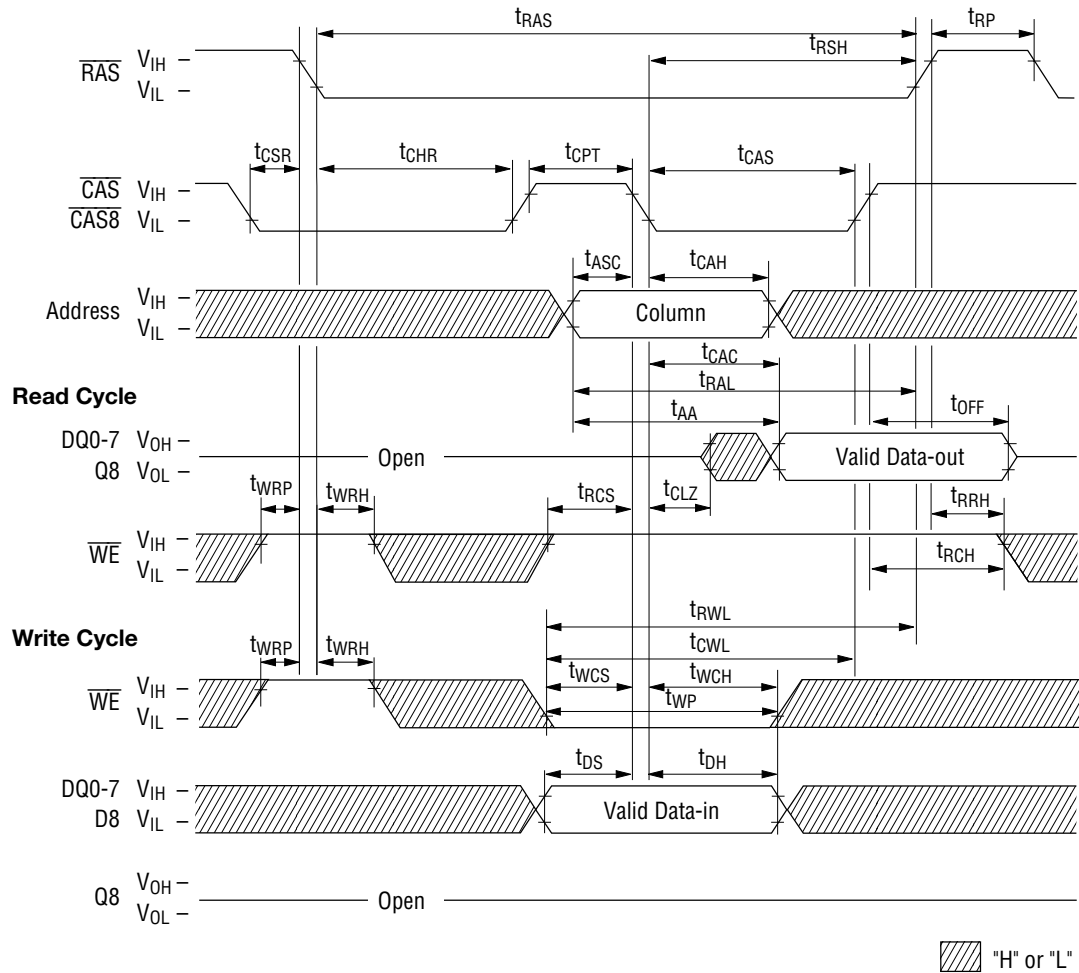 tRAS
tRP
tRSH
RAS VIH –
VIL –
tCSR tCHR tCPT tCAS
CAS VIH –
CAS8 VIL –
tASC tCAH
Address VIH –
VIL –
Column
tCAC
tRAL
Read Cycle
tAA tOFF
DQ0-7 VOH –
Q8 VOL –
Open
Valid Data-out
tWRP tWRH tRCS tCLZ tRRH
WE VIH –
VIL –
tRCH
tRWL
Write Cycle
tWRP tWRH tCWL
tWCS tWCH
WE VIH –
VIL –
tWP
tDS tDH
DQ0-7 VIH –
D8 VIL –
Valid Data-in
Q8 VOH –
VOL –
Open
"H" or "L"